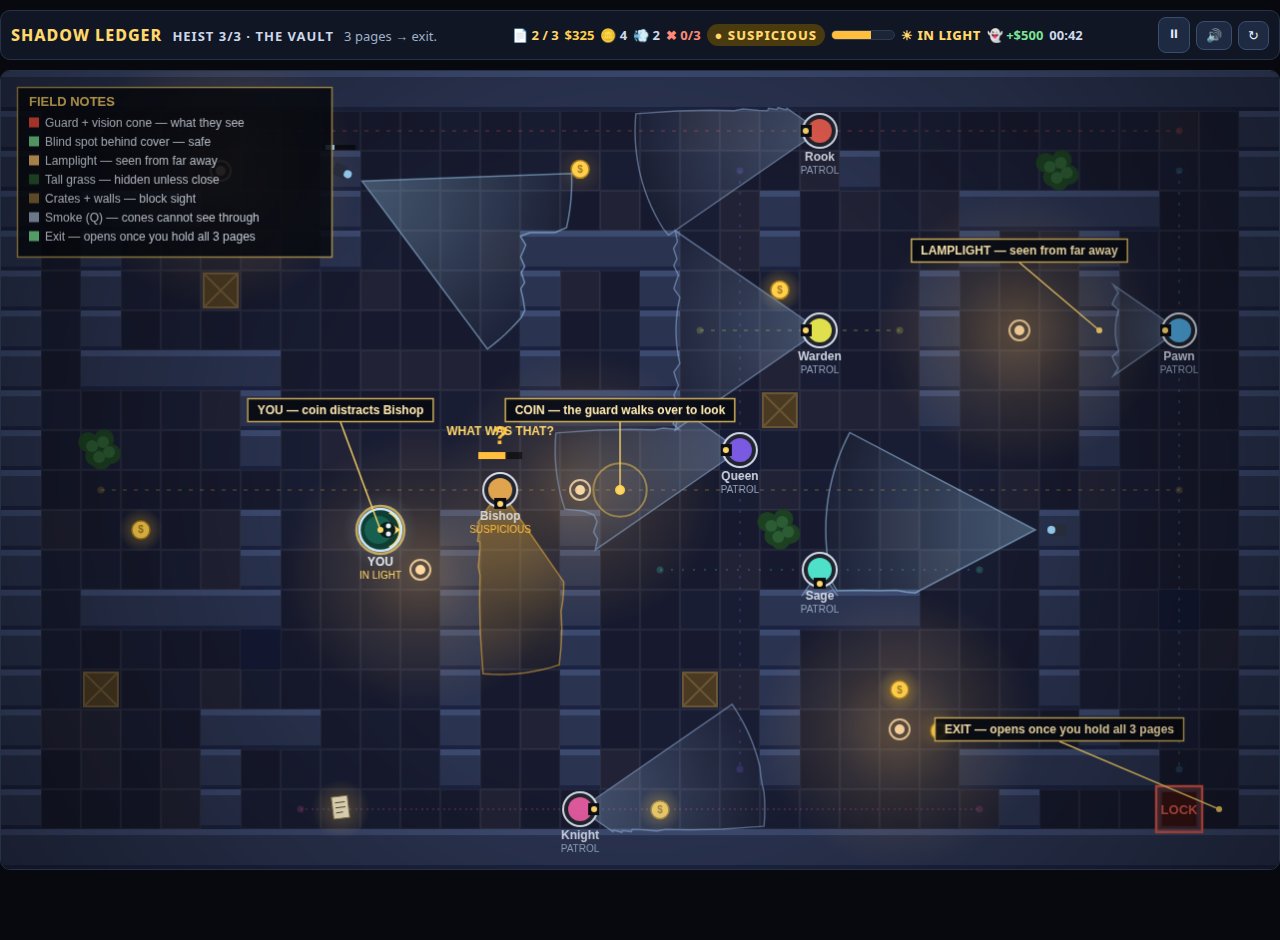 SHADOW LEDGER HEIST 3/3 · THE VAULT 3 pages → exit. 2 / 3 $325 4 2 ✖ 0/3 ● SUSPICIOUS ☀ IN LIGHT +$500 00:42
FIELD NOTES
Guard + vision cone — what they see
Blind spot behind cover — safe
Lamplight — seen from far away
Tall grass — hidden unless close
Crates + walls — block sight
Smoke (Q) — cones cannot see through
Exit — opens once you hold all 3 pages
Rook
PATROL
LAMPLIGHT — seen from far away
Warden
PATROL
Pawn
PATROL
YOU — coin distracts Bishop
COIN — the guard walks over to look
WHAT WAS THAT?
?
Queen
PATROL
Bishop
SUSPICIOUS
YOU
IN LIGHT
Sage
PATROL
EXIT — opens once you hold all 3 pages
LOCK
Knight
PATROL